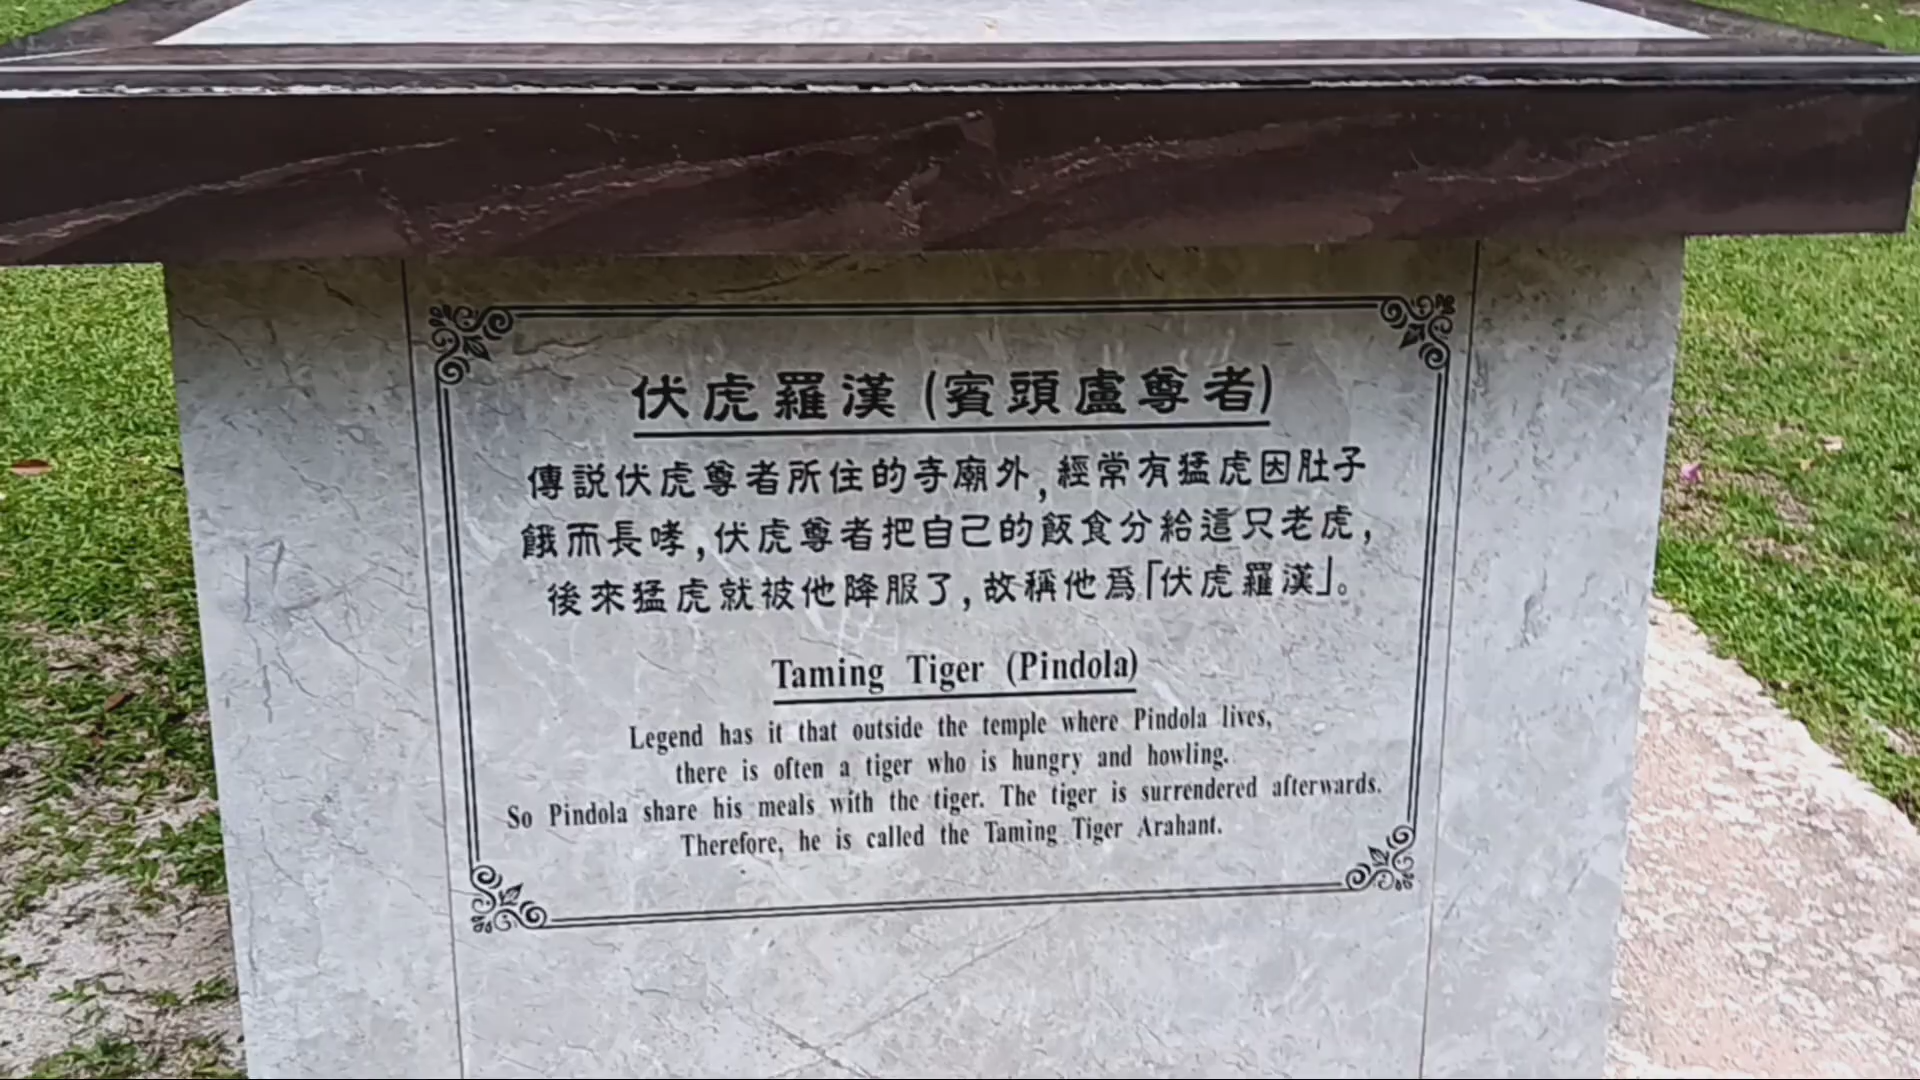 伏虎羅漢 (賓頭盧尊者)
傳説伏虎尊者所住的寺廟外,經常有猛虎因肚子
餓而長哮,伏虎尊者把自己的飯食分給這只老虎,
後來猛虎就被他降服了,故稱他爲「伏虎羅漢」。
Taming Tiger (Pindola)
Legend has it that outside the temple where Pindola lives,
there is often a tiger who is hungry and howling.
So Pindola share his meals with the tiger. The tiger is surrendered afterwards.
Therefore, he is called the Taming Tiger Arahant.